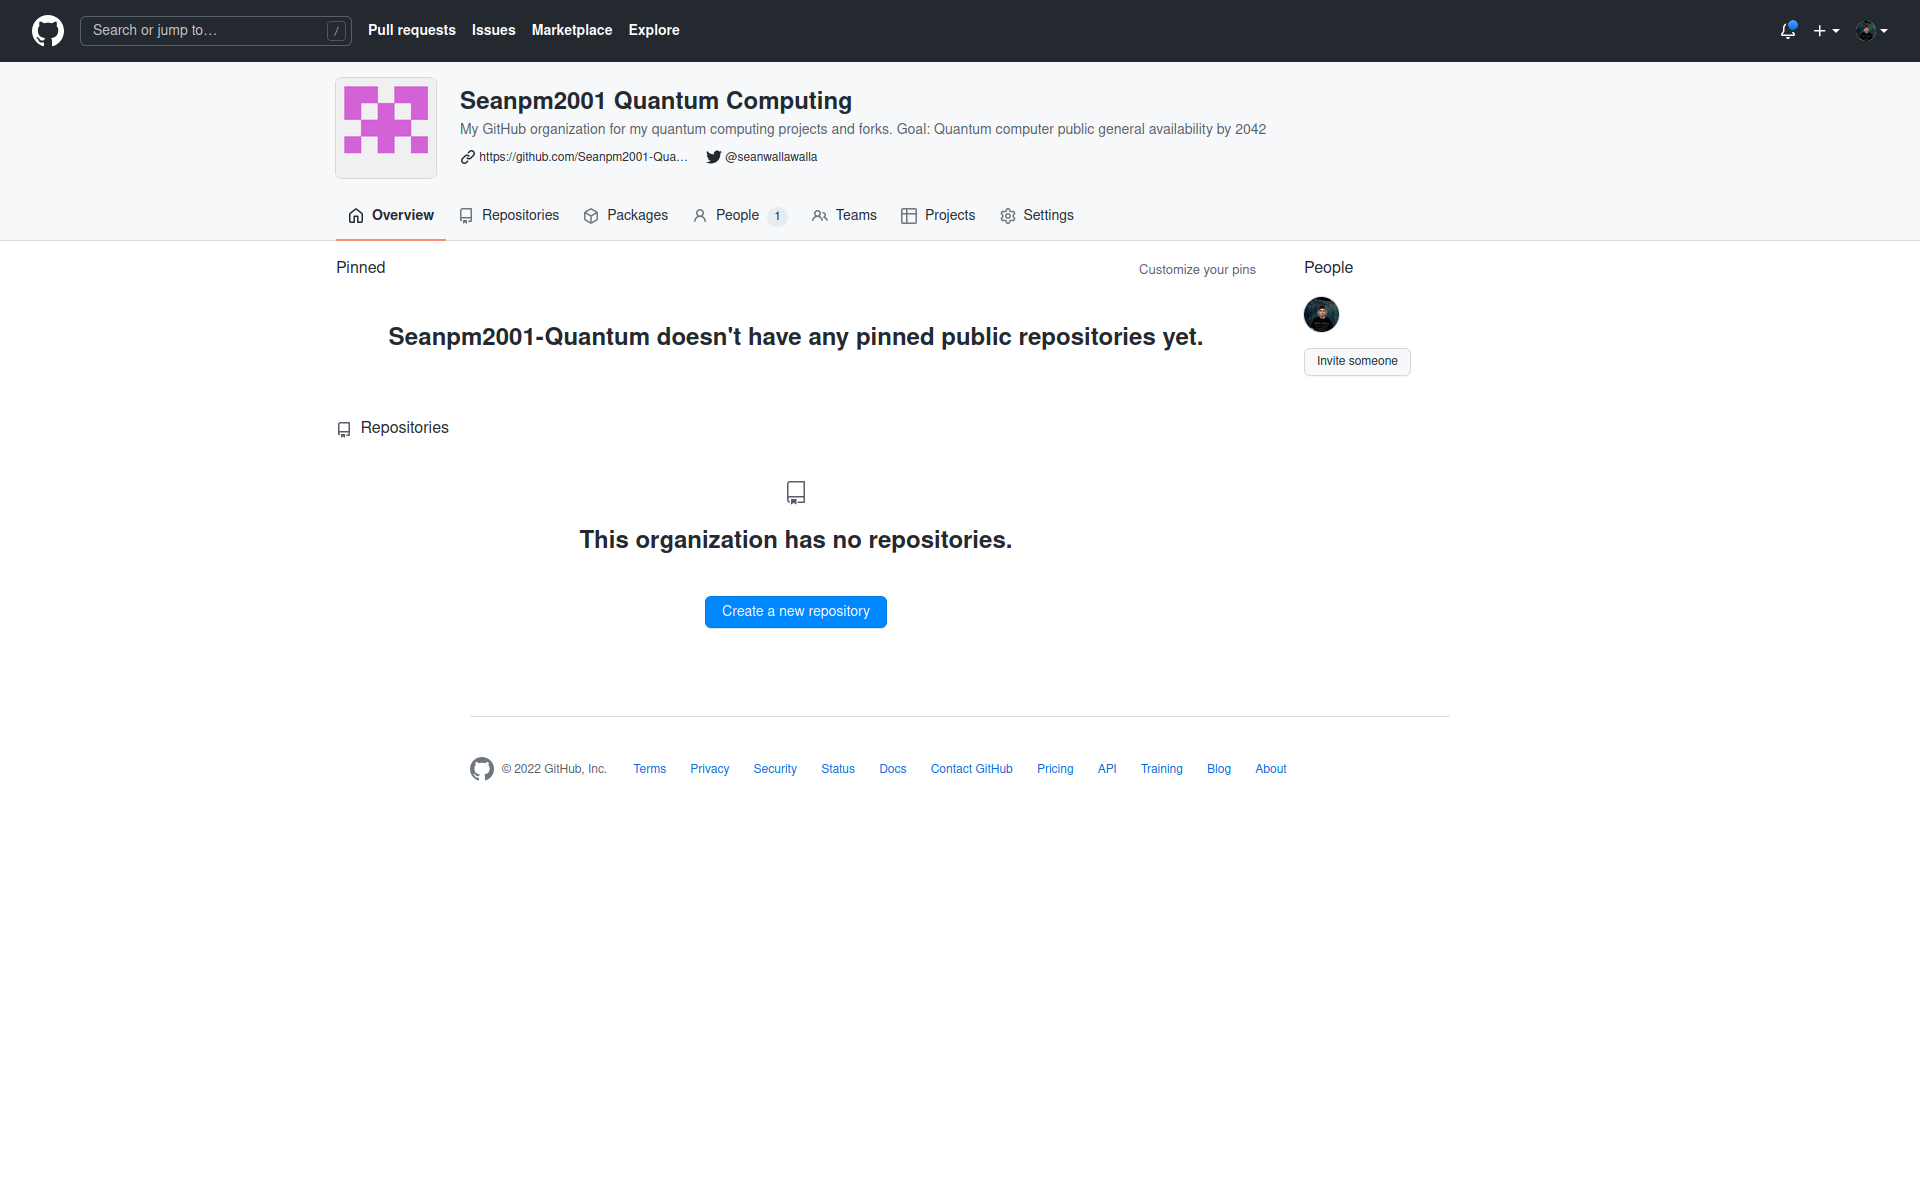 Search or jump to… /
Pull requests Issues Marketplace Explore
Seanpm2001 Quantum Computing
My GitHub organization for my quantum computing projects and forks. Goal: Quantum computer public general availability by 2042
https://github.com/Seanpm2001-Qua… @seanwallawalla
Overview Repositories Packages People 1 Teams Projects Settings
Pinned
Customize your pins
People
Seanpm2001-Quantum doesn't have any pinned public repositories yet.
Invite someone
Repositories
This organization has no repositories.
Create a new repository
© 2022 GitHub, Inc. Terms Privacy Security Status Docs Contact GitHub Pricing API Training Blog About